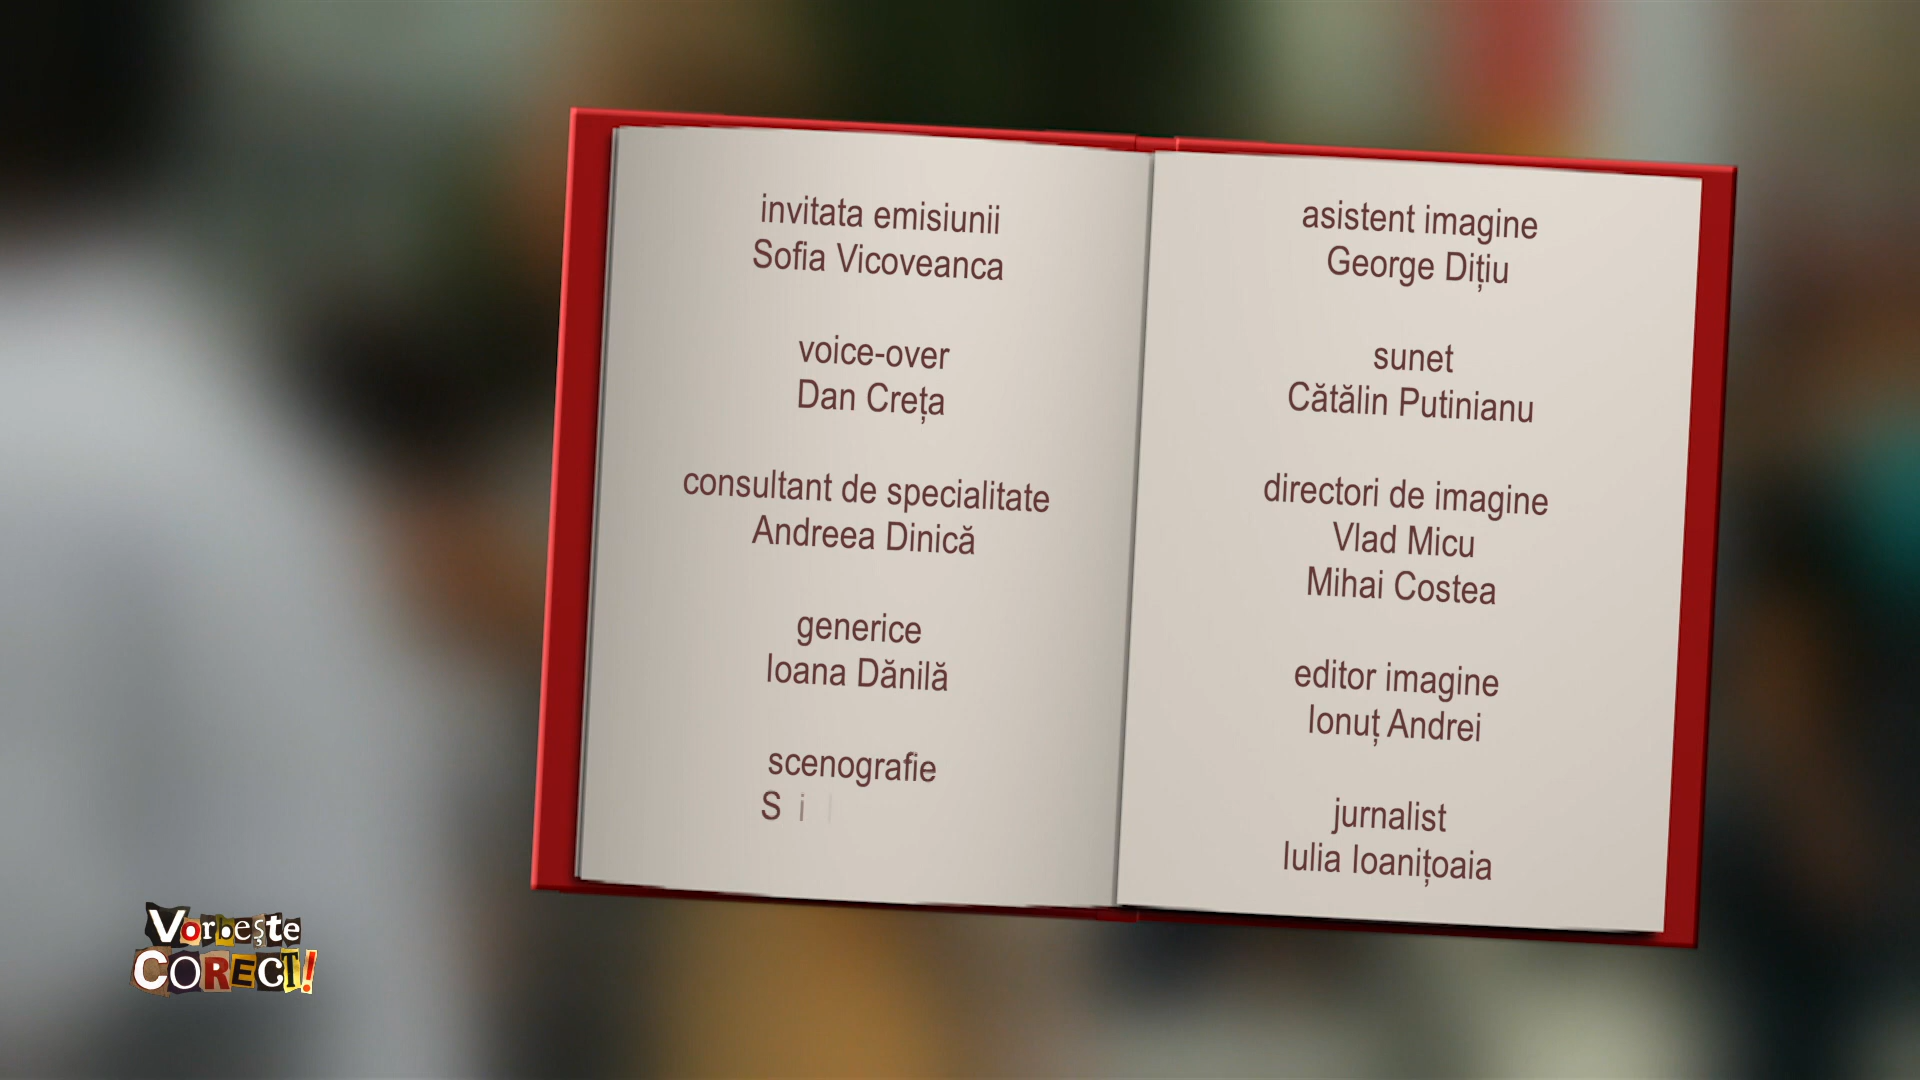 invitata emisiunii
Sofia Vicoveanca
voice-over
Dan Creța
consultant de specialitate
Andreea Dinică
generice
Ioana Dănilă
scenografie
asistent imagine
George Dițiu
sunet
Cătălin Putinianu
directori de imagine
Vlad Micu
Mihai Costea
editor imagine
Ionuț Andrei
jurnalist
Iulia Ioanițoaia
Vorbește
CORECT!